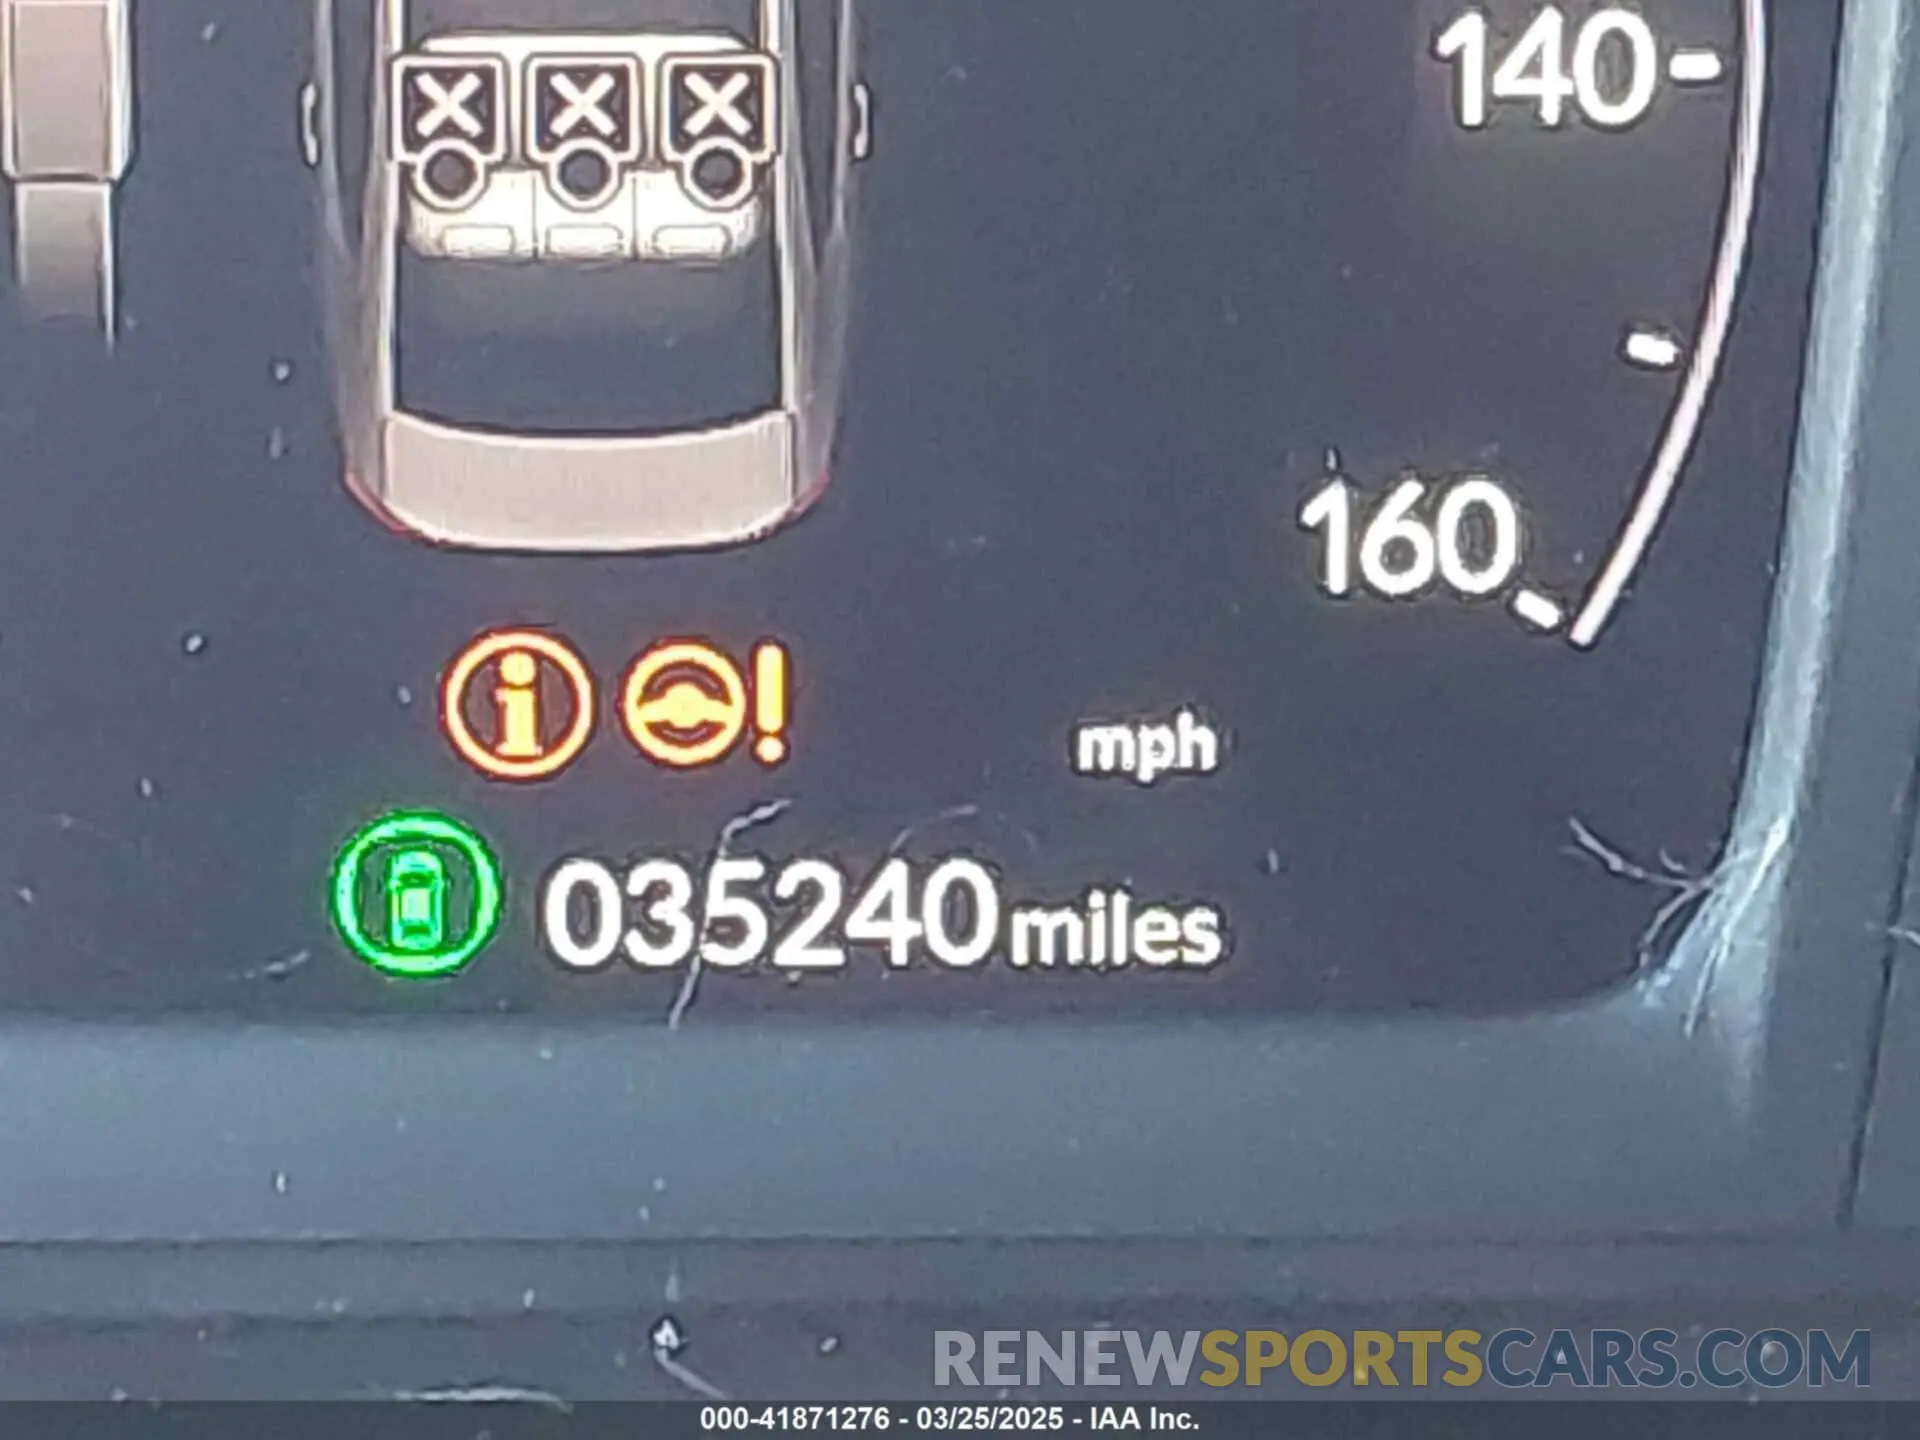 140
160
i !
mph
035240 miles
RENEWSPORTSCARS.COM
000-41871276 - 03/25/2025 - IAA Inc.